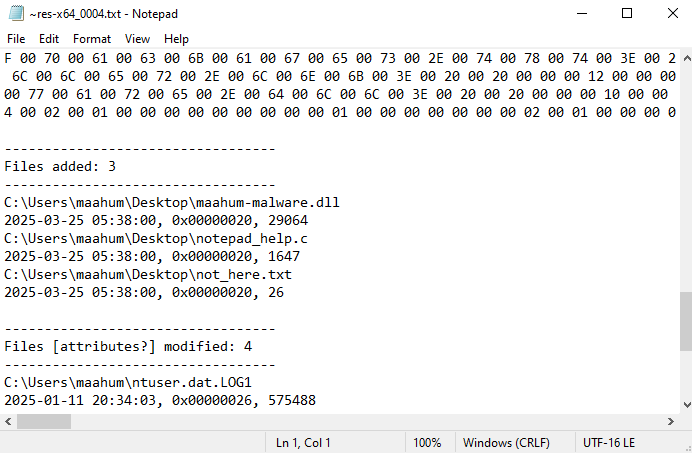 ~res-x64_0004.txt - Notepad
File Edit Format View Help
F 00 70 00 61 00 63 00 6B 00 61 00 67 00 65 00 73 00 2E 00 74 00 78 00 74 00 3E 00 2
6C 00 6C 00 65 00 72 00 2E 00 6C 00 6E 00 6B 00 3E 00 20 00 20 00 00 00 12 00 00 00
00 77 00 61 00 72 00 65 00 2E 00 64 00 6C 00 6C 00 3E 00 20 00 20 00 00 00 10 00 00
4 00 02 00 01 00 00 00 00 00 00 00 00 00 01 00 00 00 00 00 00 00 02 00 01 00 00 00 0
----------------------------------
Files added: 3
----------------------------------
C:\Users\maahum\Desktop\maahum-malware.dll
2025-03-25 05:38:00, 0x00000020, 29064
C:\Users\maahum\Desktop\notepad_help.c
2025-03-25 05:38:00, 0x00000020, 1647
C:\Users\maahum\Desktop\not_here.txt
2025-03-25 05:38:00, 0x00000020, 26
----------------------------------
Files [attributes?] modified: 4
----------------------------------
C:\Users\maahum\ntuser.dat.LOG1
2025-01-11 20:34:03, 0x00000026, 575488
Ln 1, Col 1 100% Windows (CRLF) UTF-16 LE